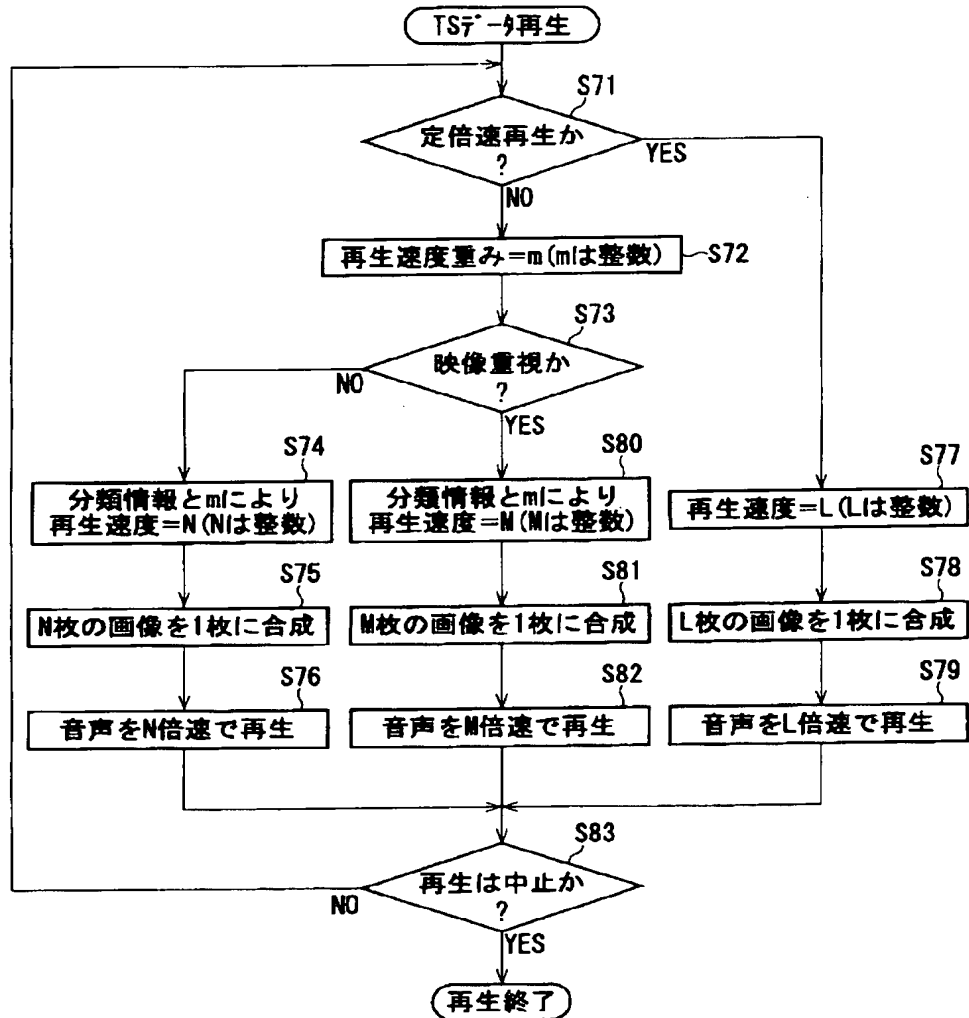 TSデータ再生
S71
定倍速再生か
?
YES
NO
再生速度重み=m(mは整数)
S72
S73
映像重視か
?
NO
YES
S74
分類情報とmにより
再生速度=N(Nは整数)
S80
分類情報とmにより
再生速度=M(Mは整数)
S77
再生速度=L(Lは整数)
S75
N枚の画像を1枚に合成
S81
M枚の画像を1枚に合成
S78
L枚の画像を1枚に合成
S76
音声をN倍速で再生
S82
音声をM倍速で再生
S79
音声をL倍速で再生
S83
再生は中止か
?
NO
YES
再生終了